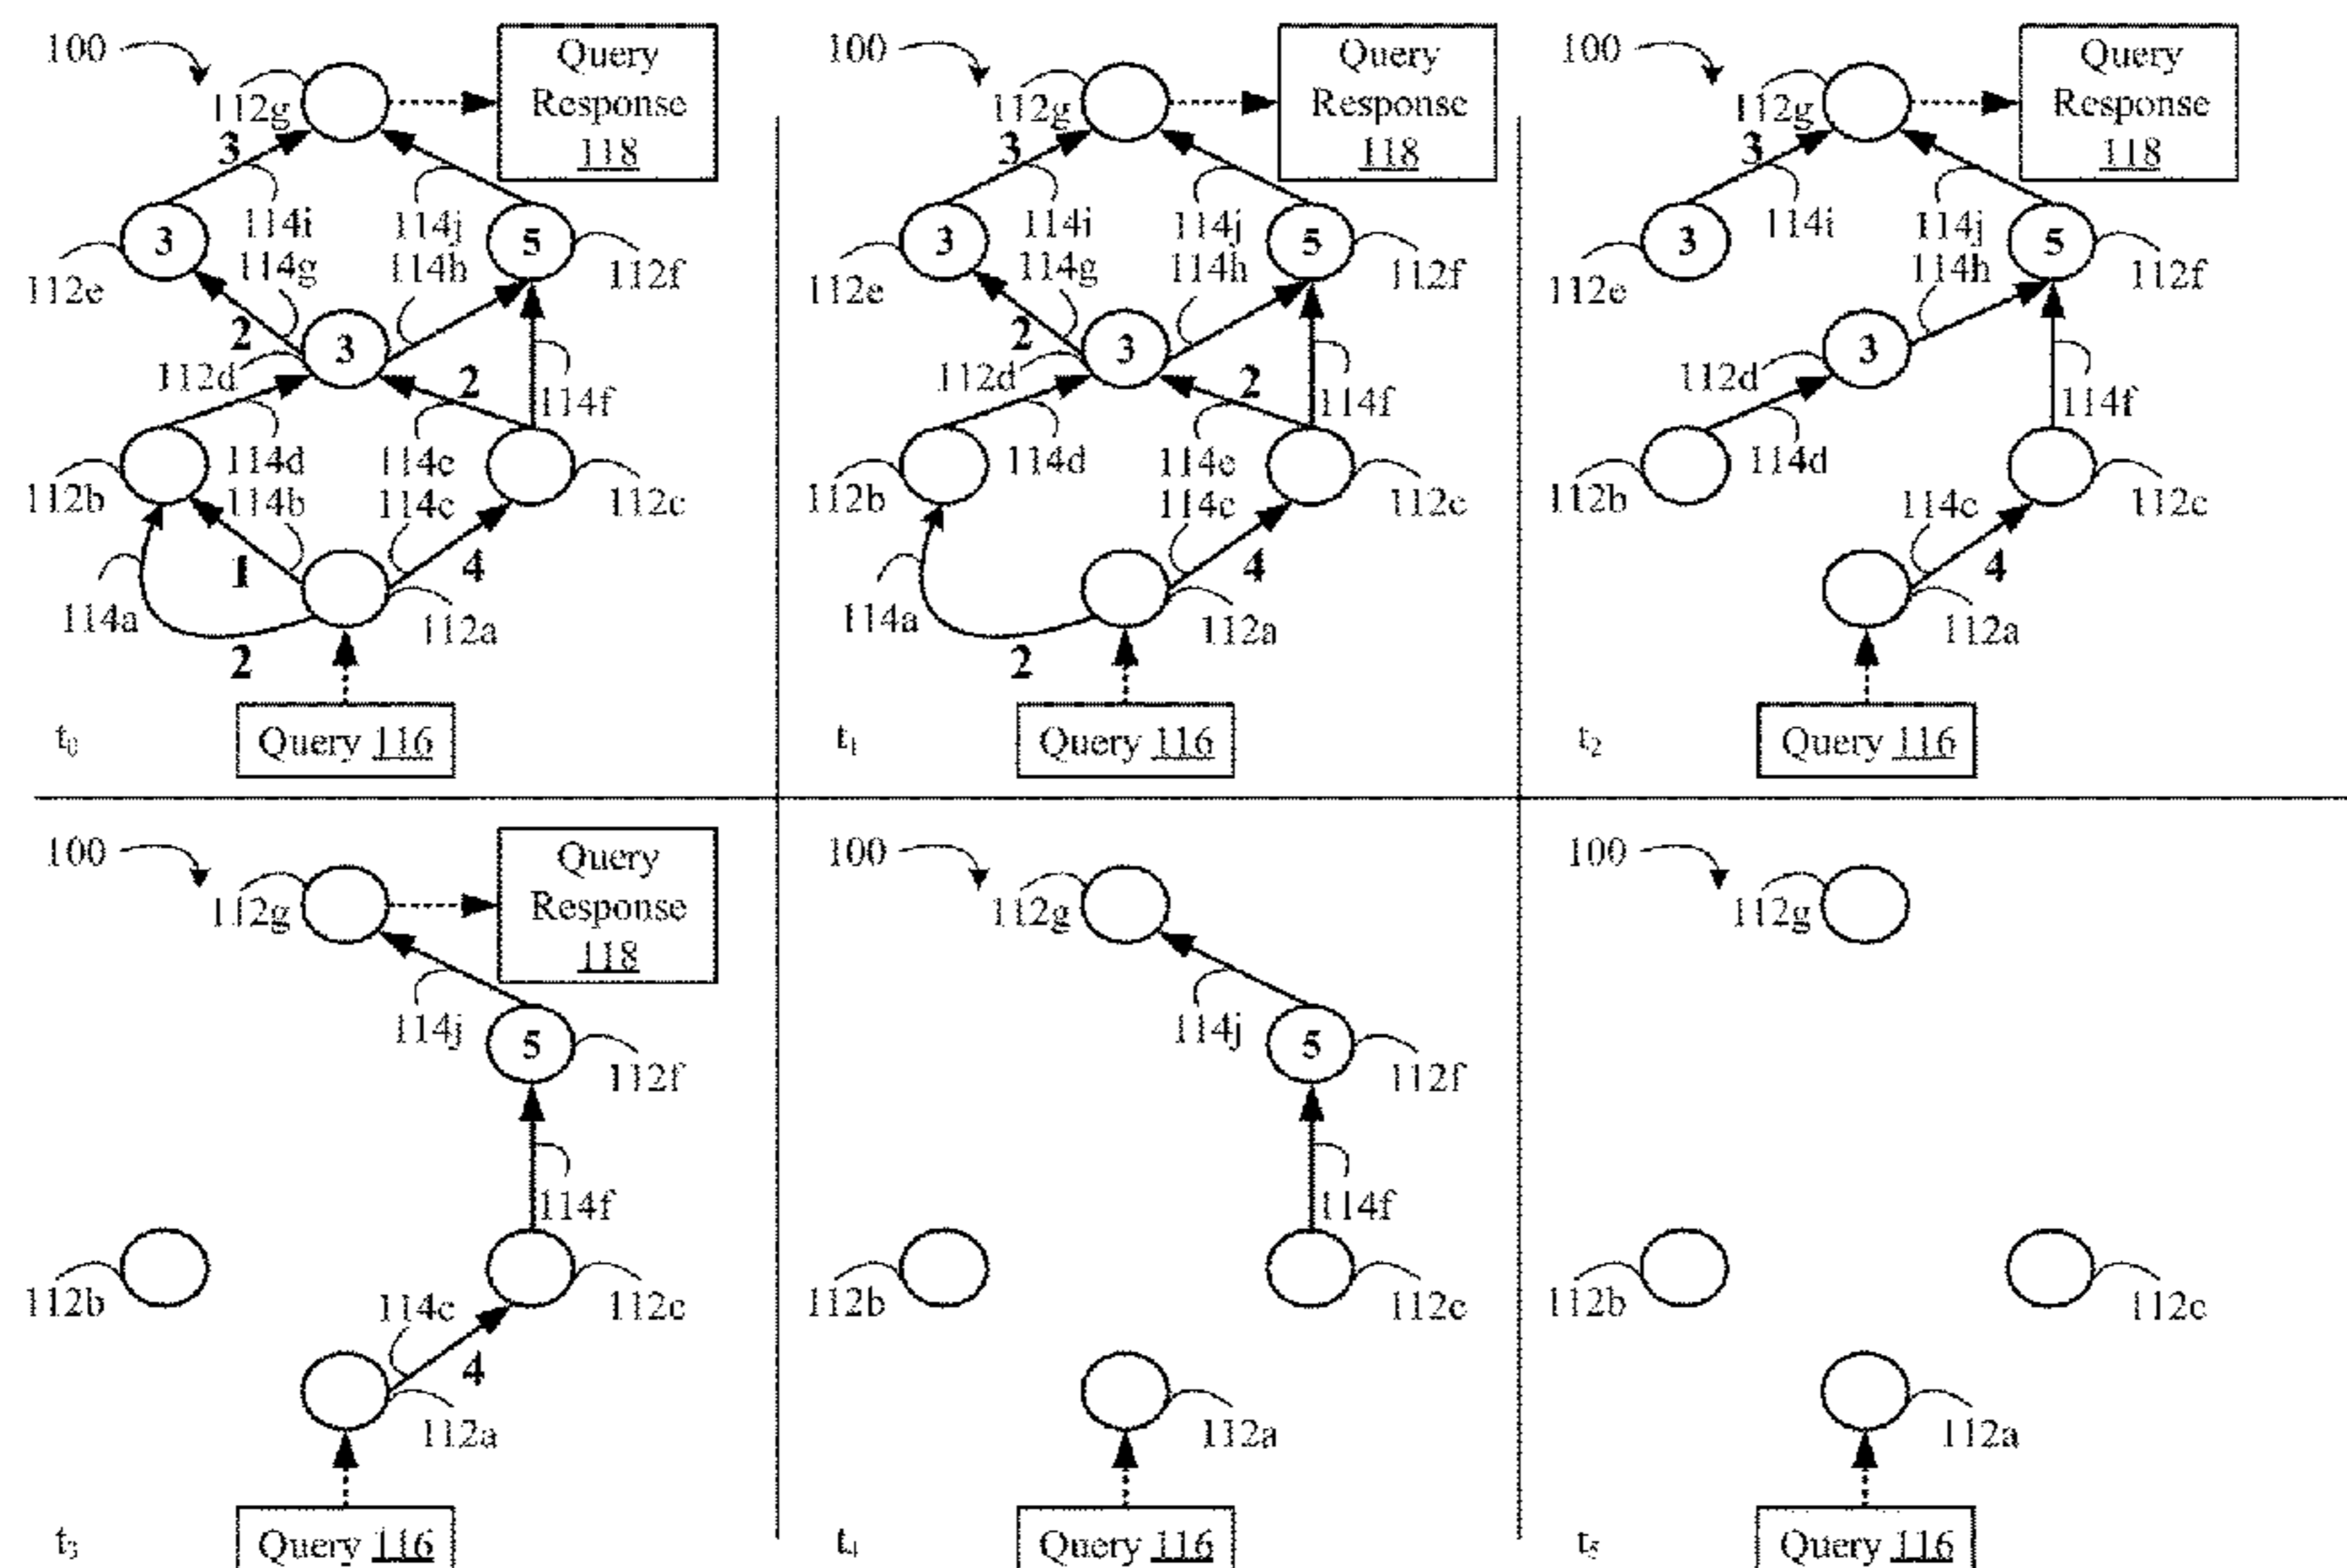 100
112g
Query
Response
118
3
114i
114j
3
5
112e
114g
114h
112f
2
3
112d
2
114f
114d
114e
112b
114b
114c
112c
1
4
114a
112a
2
t0
Query 116
100
112g
Query
Response
118
3
114i
114j
3
5
112e
114g
114h
112f
2
3
112d
2
114f
114d
114e
112b
114c
112c
4
114a
112a
2
t1
Query 116
100
112g
Query
Response
118
3
114i
114j
3
5
112e
114h
112f
3
112d
114f
114d
112b
114c
112c
4
112a
t2
Query 116
100
112g
Query
Response
118
114j
5
112f
114f
112b
114c
112c
4
112a
t3
Query 116
100
112g
114j
5
112f
114f
112b
112c
112a
t4
Query 116
100
112g
112b
112c
112a
t5
Query 116